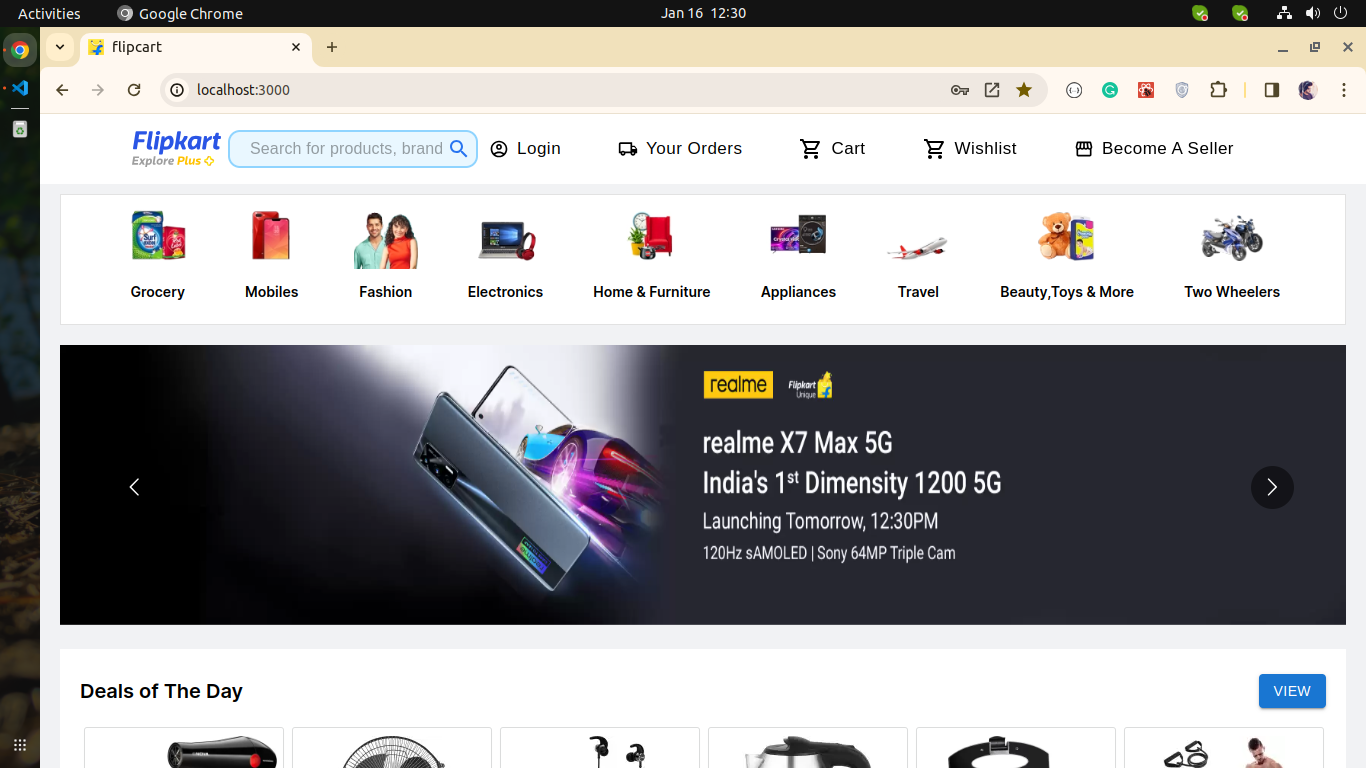 Activities Google Chrome Jan 16 12:30
flipcart
localhost:3000
Flipkart
Explore Plus
Search for products, brand
Login Your Orders Cart Wishlist Become A Seller
Grocery Mobiles Fashion Electronics Home & Furniture Appliances Travel Beauty,Toys & More Two Wheelers
realme Flipkart
Unique
realme X7 Max 5G
India's 1st Dimensity 1200 5G
Launching Tomorrow, 12:30PM
120Hz sAMOLED | Sony 64MP Triple Cam
Deals of The Day VIEW